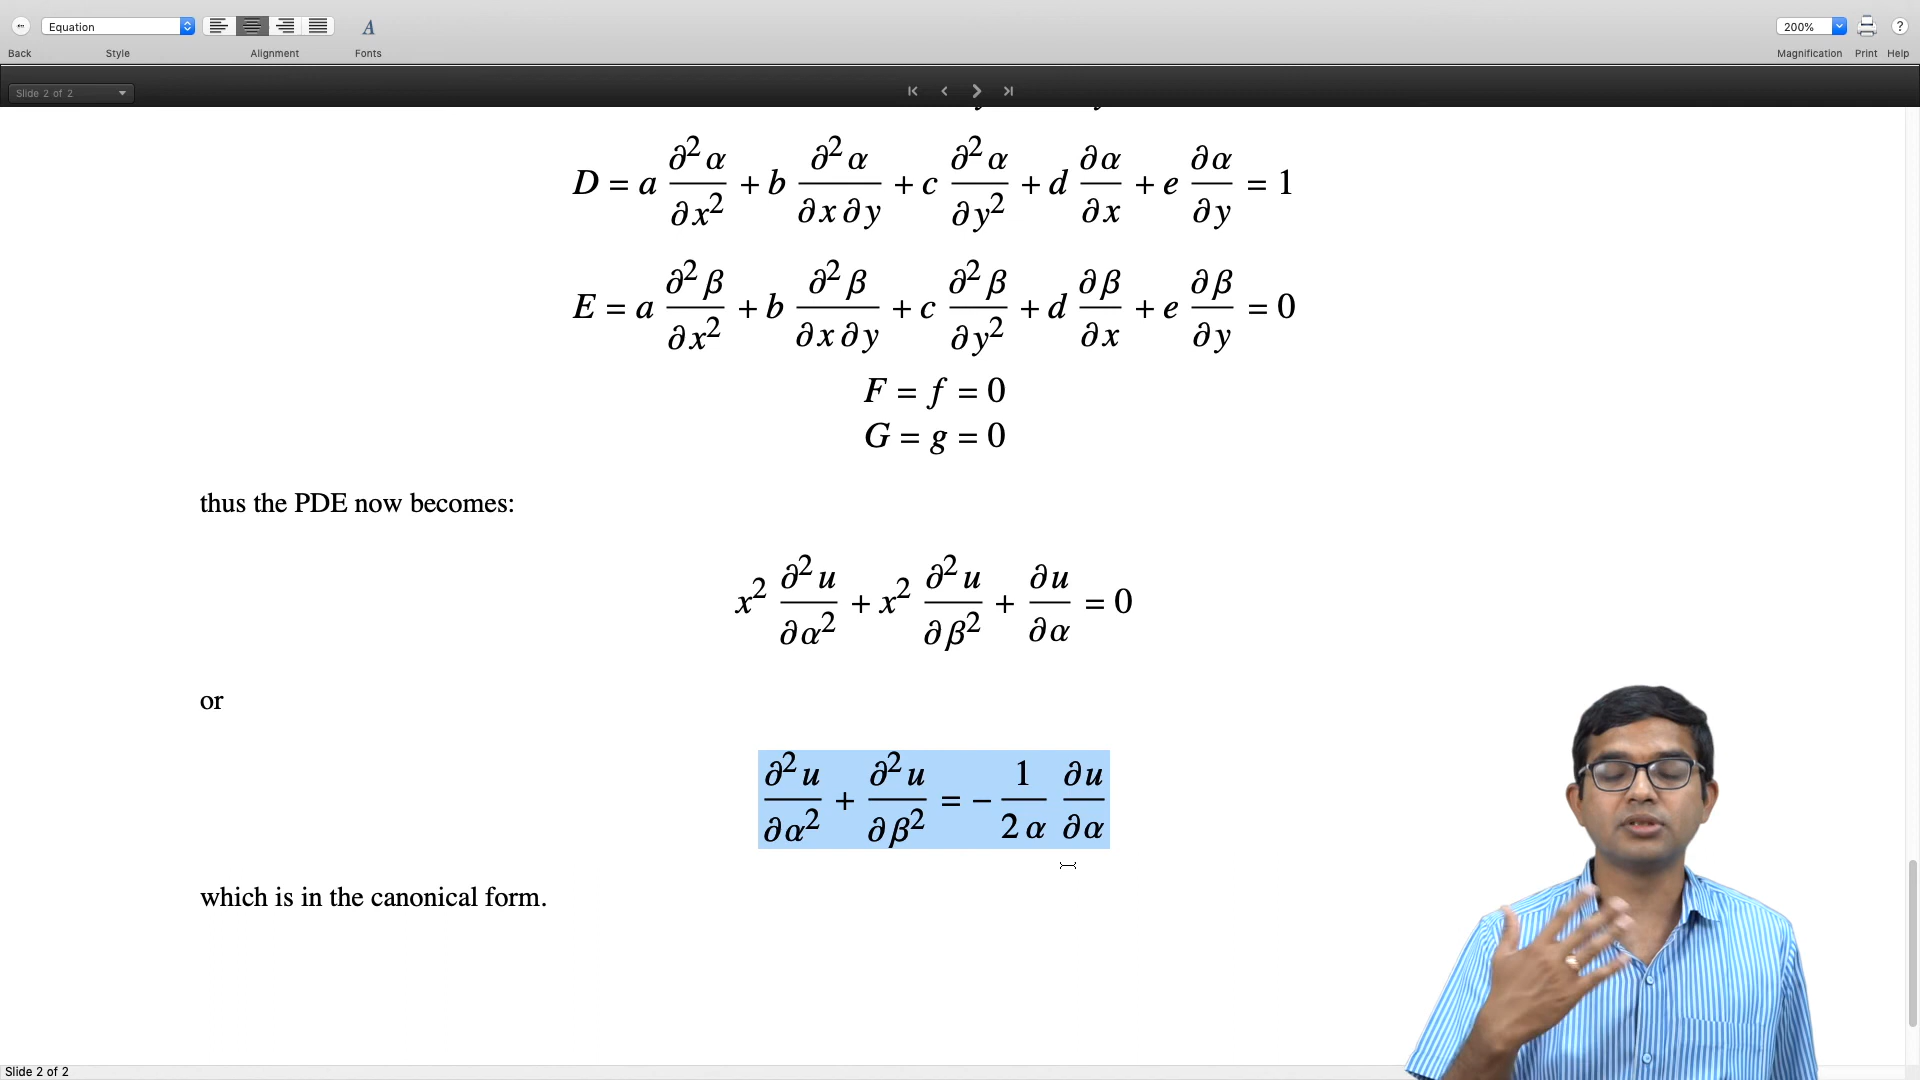 Equation
200%
Back
Style
Alignment
Fonts
Magnification
Print
Help
Slide 2 of 2
D = a ∂²α/∂x² + b ∂²α/∂x ∂y + c ∂²α/∂y² + d ∂α/∂x + e ∂α/∂y = 1
E = a ∂²β/∂x² + b ∂²β/∂x ∂y + c ∂²β/∂y² + d ∂β/∂x + e ∂β/∂y = 0
F = f = 0
G = g = 0
thus the PDE now becomes:
x² ∂²u/∂α² + x² ∂²u/∂β² + ∂u/∂α = 0
or
∂²u/∂α² + ∂²u/∂β² = − 1/2α ∂u/∂α
which is in the canonical form.
Slide 2 of 2